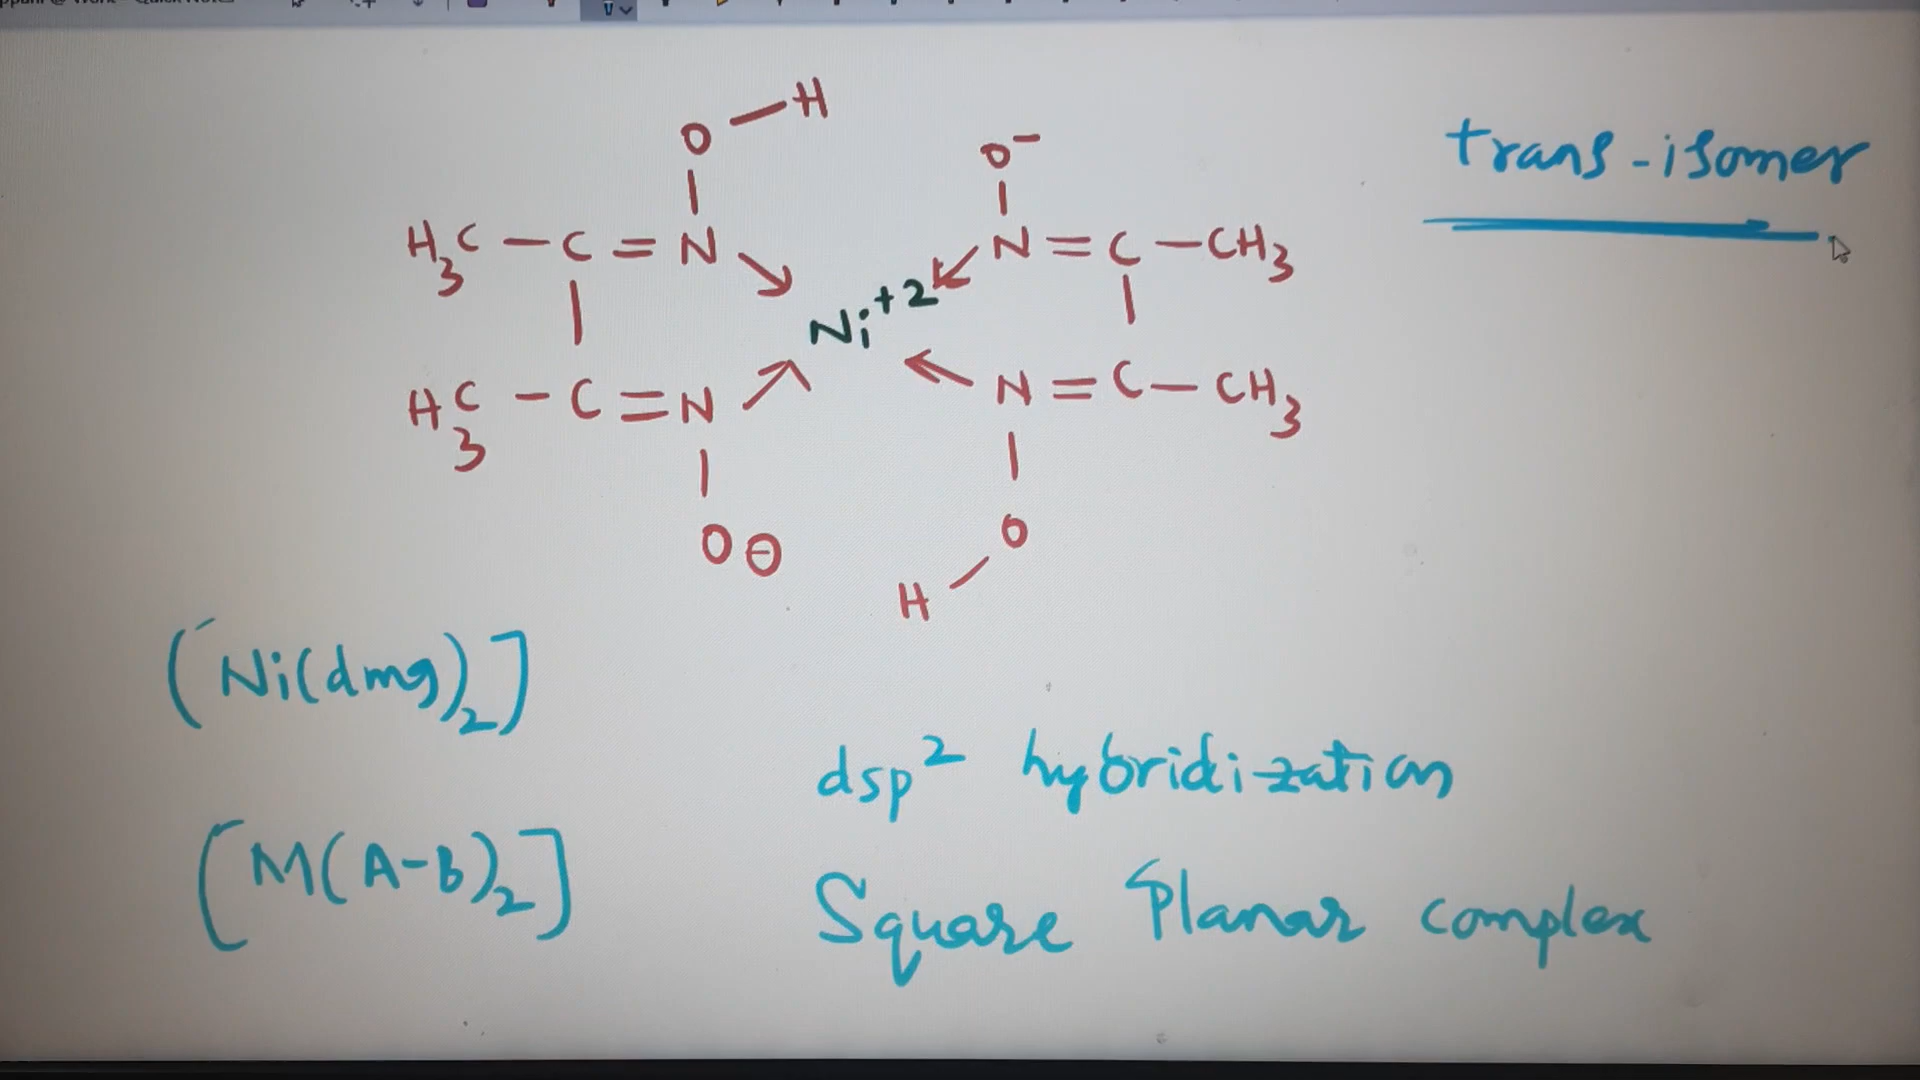 O — H
O⁻
trans-isomer
H₃C — C = N
N = C — CH₃
Ni⁺²
H₃C — C = N
N = C — CH₃
O ⊖
O
H
(Ni(dmg)₂]
dsp² hybridization
[M(A-B)₂]
Square Planar complex